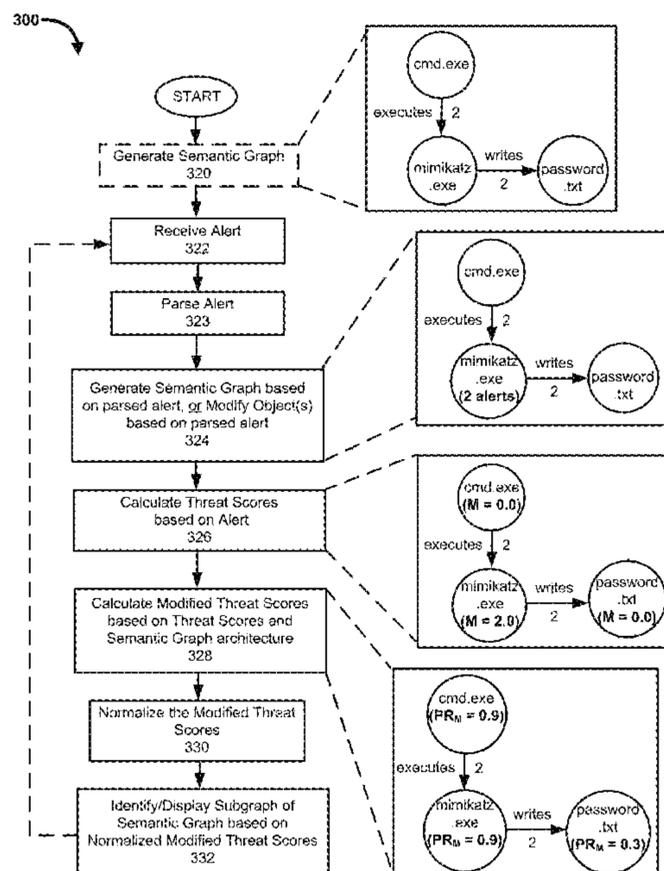 300
START
Generate Semantic Graph
320
Receive Alert
322
Parse Alert
323
Generate Semantic Graph based
on parsed alert, or Modify Object(s)
based on parsed alert
324
Calculate Threat Scores
based on Alert
326
Calculate Modified Threat Scores
based on Threat Scores and
Semantic Graph architecture
328
Normalize the Modified Threat
Scores
330
Identify/Display Subgraph of
Semantic Graph based on
Normalized Modified Threat Scores
332
cmd.exe
executes 2
mimikatz
.exe
writes
2
password
.txt
cmd.exe
executes 2
mimikatz
.exe
(2 alerts)
writes
2
password
.txt
cmd.exe
(M = 0.0)
executes 2
mimikatz
.exe
(M = 2.0)
writes
2
password
.txt
(M = 0.0)
cmd.exe
(PRM = 0.9)
executes 2
mimikatz
.exe
(PRM = 0.9)
writes
2
password
.txt
(PRM = 0.3)